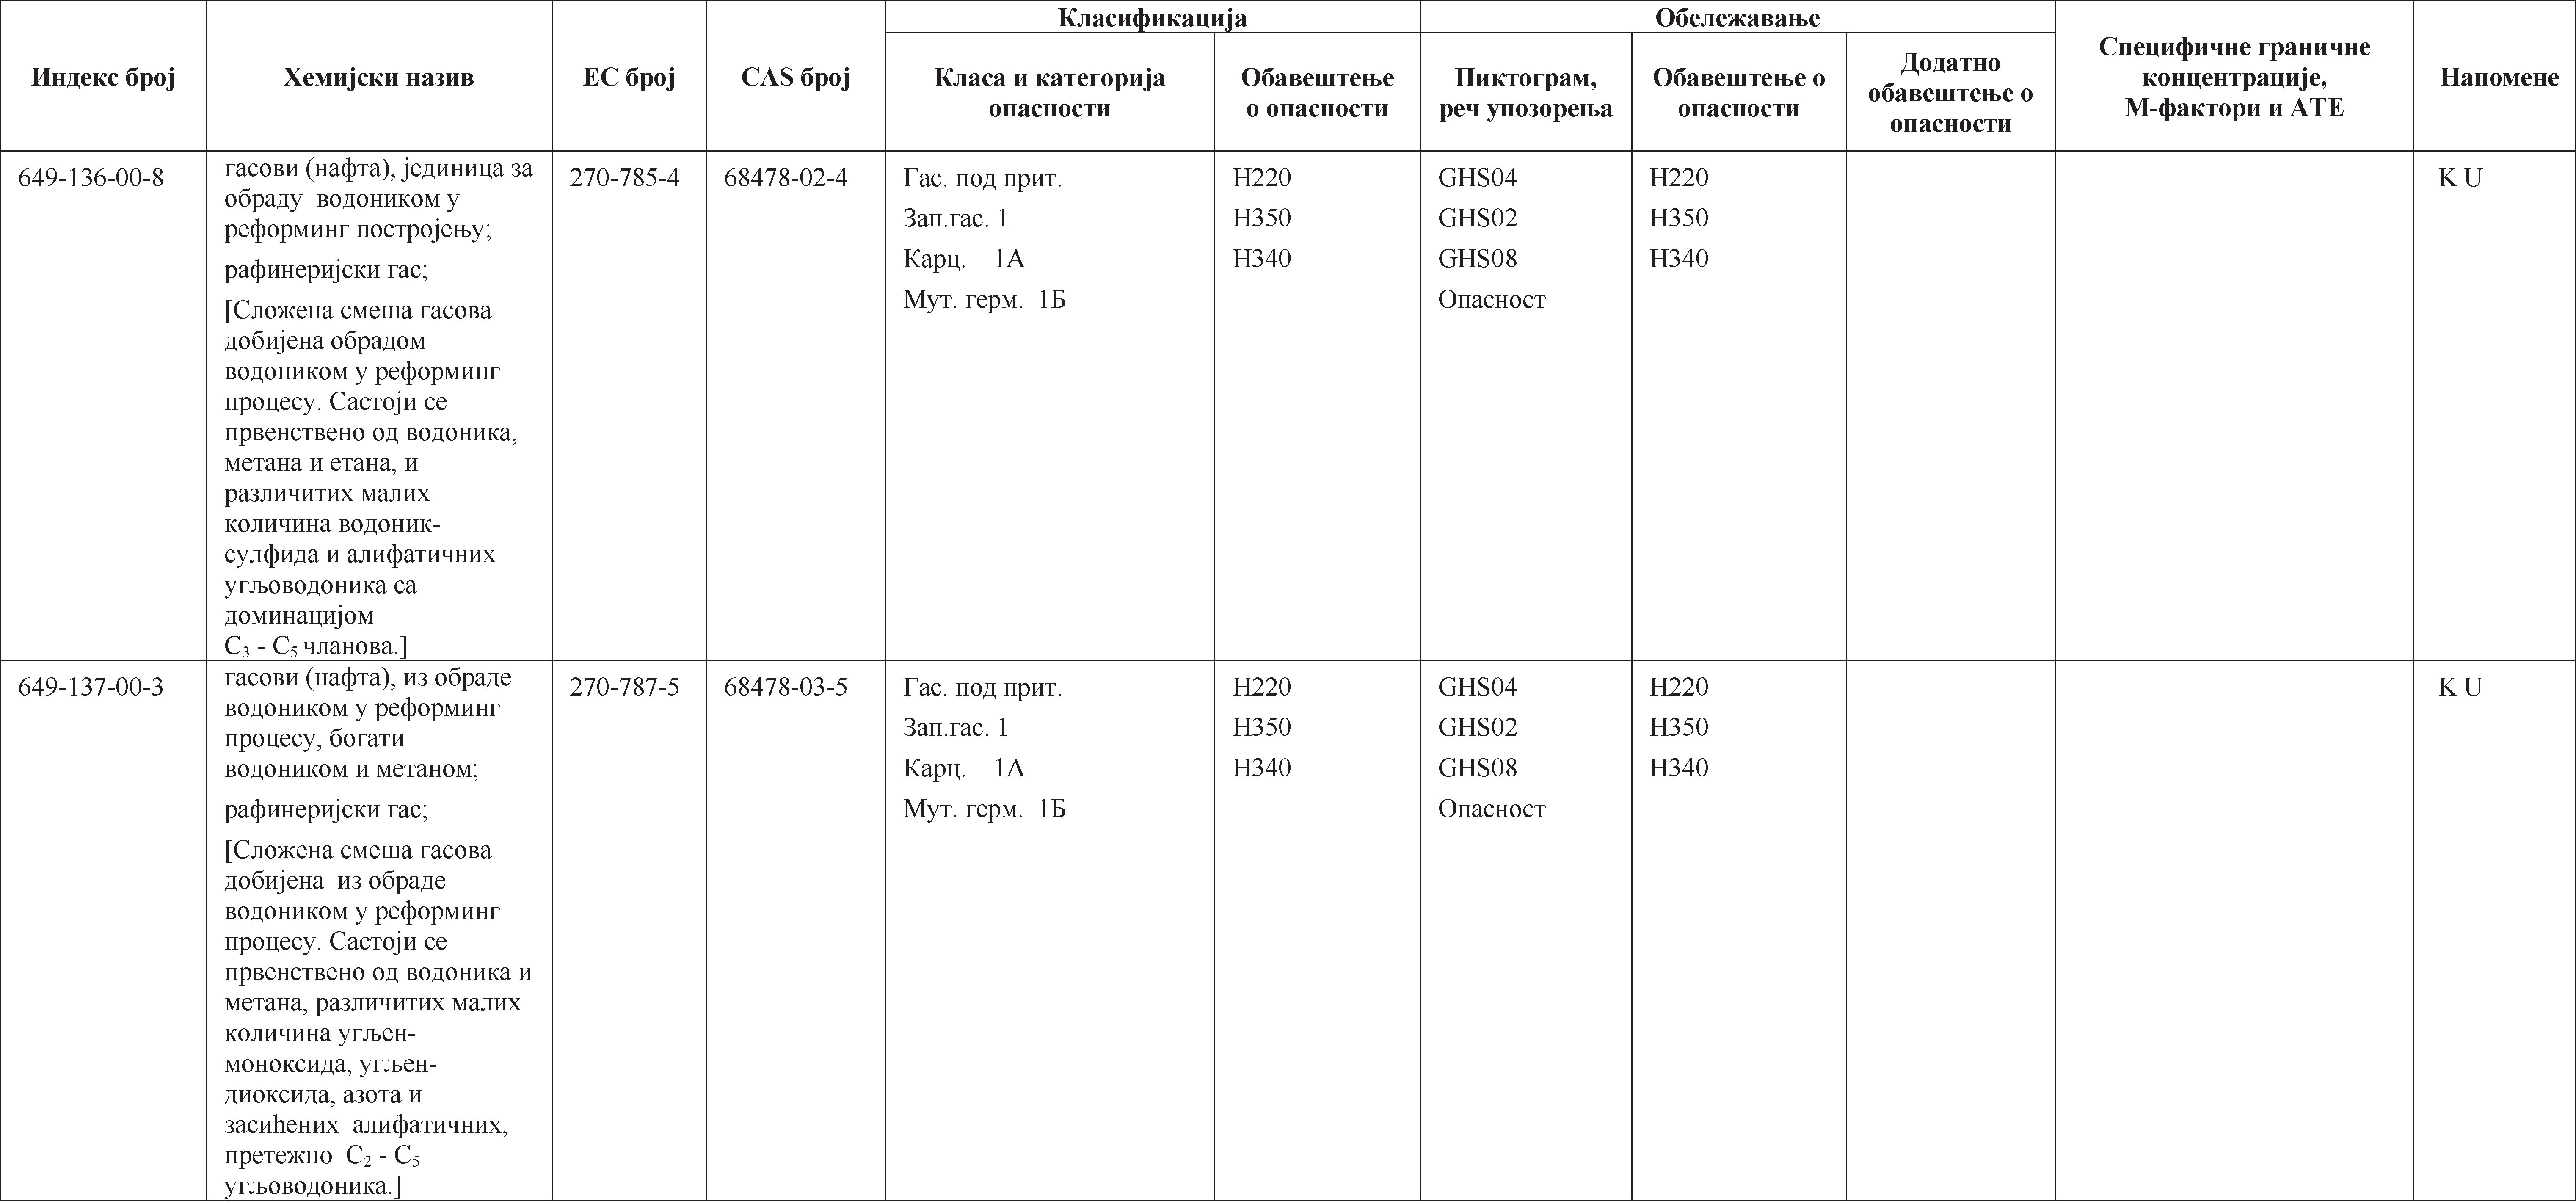 Индекс број
Хемијски назив
ЕС број
CAS број
Класификација
Обележавање
Класа и категорија
опасности
Обавештење
о опасности
Пиктограм,
реч упозорења
Обавештење о
опасности
Додатно
обавештење о
опасности
Специфичне граничне
концентрације,
М-фактори и АТЕ
Напомене
649-136-00-8
гасови (нафта), јединица за
обраду водоником у
реформинг постројењу;
рафинеријски гас;
[Сложена смеша гасова
добијена обрадом
водоником у реформинг
процесу. Састоји се
првенствено од водоника,
метана и етана, и
различитих малих
количина водоник-
сулфида и алифатичних
угљоводоника са
доминацијом
C₃ - C₅ чланова.]
270-785-4
68478-02-4
Гас. под прит.
Зап.гас. 1
Карц. 1А
Мут. герм. 1Б
H220
H350
H340
GHS04
GHS02
GHS08
Опасност
H220
H350
H340
K U
649-137-00-3
гасови (нафта), из обраде
водоником у реформинг
процесу, богати
водоником и метаном;
рафинеријски гас;
[Сложена смеша гасова
добијена из обраде
водоником у реформинг
процесу. Састоји се
првенствено од водоника и
метана, различитих малих
количина угљен-
моноксида, угљен-
диоксида, азота и
засићених алифатичних,
претежно C₂ - C₅
угљоводоника.]
270-787-5
68478-03-5
Гас. под прит.
Зап.гас. 1
Карц. 1А
Мут. герм. 1Б
H220
H350
H340
GHS04
GHS02
GHS08
Опасност
H220
H350
H340
K U